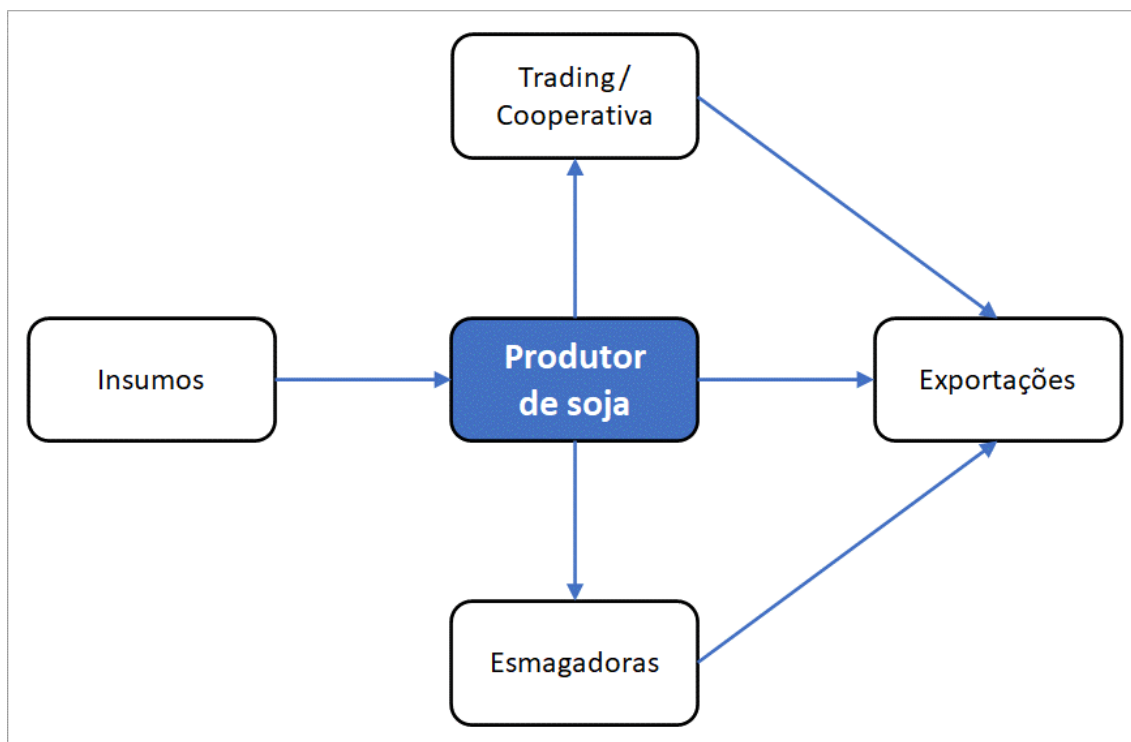 Trading/
Cooperativa
Insumos
Produtor
de soja
Exportações
Esmagadoras